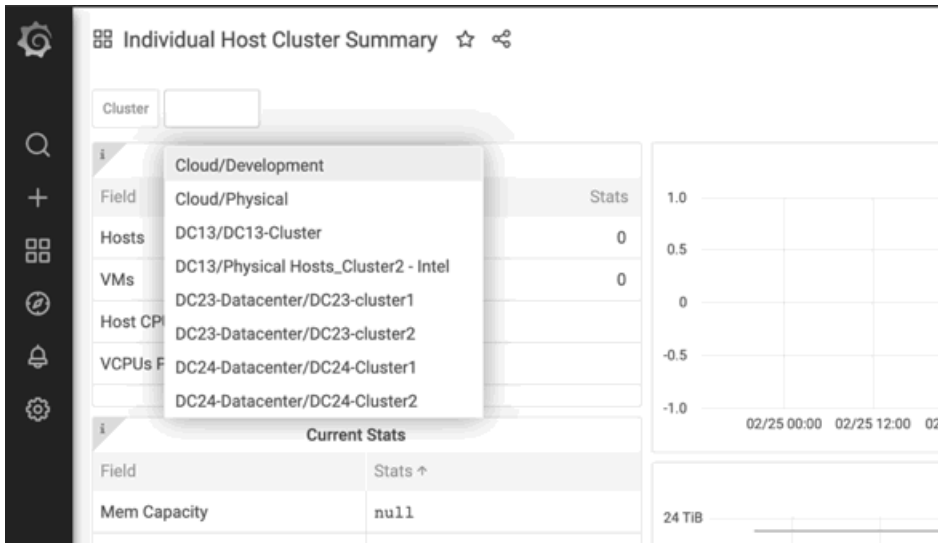 Individual Host Cluster Summary
Cluster
Cloud/Development
Cloud/Physical
DC13/DC13-Cluster
DC13/Physical Hosts_Cluster2 - Intel
DC23-Datacenter/DC23-cluster1
DC23-Datacenter/DC23-cluster2
DC24-Datacenter/DC24-Cluster1
DC24-Datacenter/DC24-Cluster2
i
Field Stats
Hosts 0
VMs 0
Host
VCPUs
i
Current Stats
Field Stats ↑
Mem Capacity null
1.0
0.5
0
-0.5
-1.0
02/25 00:00 02/25 12:00
24 TiB